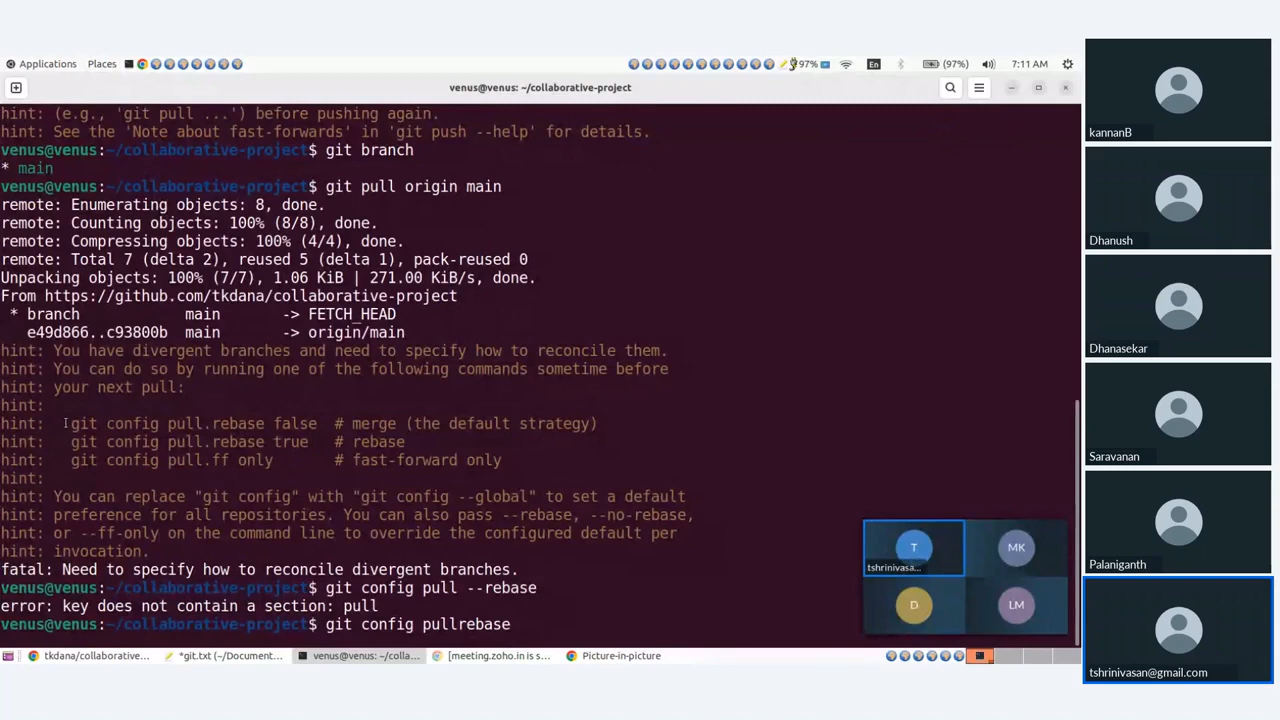 Applications Places 97% En (97%) 7:11 AM
venus@venus: ~/collaborative-project
hint: (e.g., 'git pull ...') before pushing again.
hint: See the 'Note about fast-forwards' in 'git push --help' for details.
venus@venus:~/collaborative-project$ git branch
* main
venus@venus:~/collaborative-project$ git pull origin main
remote: Enumerating objects: 8, done.
remote: Counting objects: 100% (8/8), done.
remote: Compressing objects: 100% (4/4), done.
remote: Total 7 (delta 2), reused 5 (delta 1), pack-reused 0
Unpacking objects: 100% (7/7), 1.06 KiB | 271.00 KiB/s, done.
From https://github.com/tkdana/collaborative-project
* branch main -> FETCH_HEAD
e49d866..c93800b main -> origin/main
hint: You have divergent branches and need to specify how to reconcile them.
hint: You can do so by running one of the following commands sometime before
hint: your next pull:
hint:
hint: git config pull.rebase false # merge (the default strategy)
hint: git config pull.rebase true # rebase
hint: git config pull.ff only # fast-forward only
hint:
hint: You can replace "git config" with "git config --global" to set a default
hint: preference for all repositories. You can also pass --rebase, --no-rebase,
hint: or --ff-only on the command line to override the configured default per
hint: invocation.
fatal: Need to specify how to reconcile divergent branches.
venus@venus:~/collaborative-project$ git config pull --rebase
error: key does not contain a section: pull
venus@venus:~/collaborative-project$ git config pullrebase
T
tshrinivasa...
MK
D
LM
tkdana/collaborative... *git.txt (~/Document... venus@venus: ~/colla... [meeting.zoho.in is s... Picture-in-picture
kannanB
Dhanush
Dhanasekar
Saravanan
Palaniganth
tshrinivasan@gmail.com